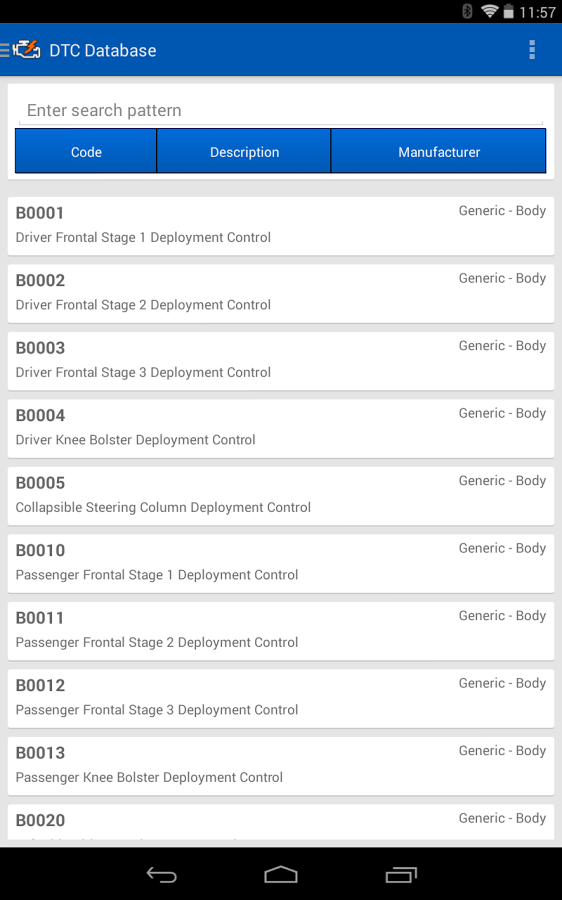 11:57
DTC Database
Enter search pattern
Code Description Manufacturer
B0001 Generic - Body
Driver Frontal Stage 1 Deployment Control
B0002 Generic - Body
Driver Frontal Stage 2 Deployment Control
B0003 Generic - Body
Driver Frontal Stage 3 Deployment Control
B0004 Generic - Body
Driver Knee Bolster Deployment Control
B0005 Generic - Body
Collapsible Steering Column Deployment Control
B0010 Generic - Body
Passenger Frontal Stage 1 Deployment Control
B0011 Generic - Body
Passenger Frontal Stage 2 Deployment Control
B0012 Generic - Body
Passenger Frontal Stage 3 Deployment Control
B0013 Generic - Body
Passenger Knee Bolster Deployment Control
B0020 Generic - Body